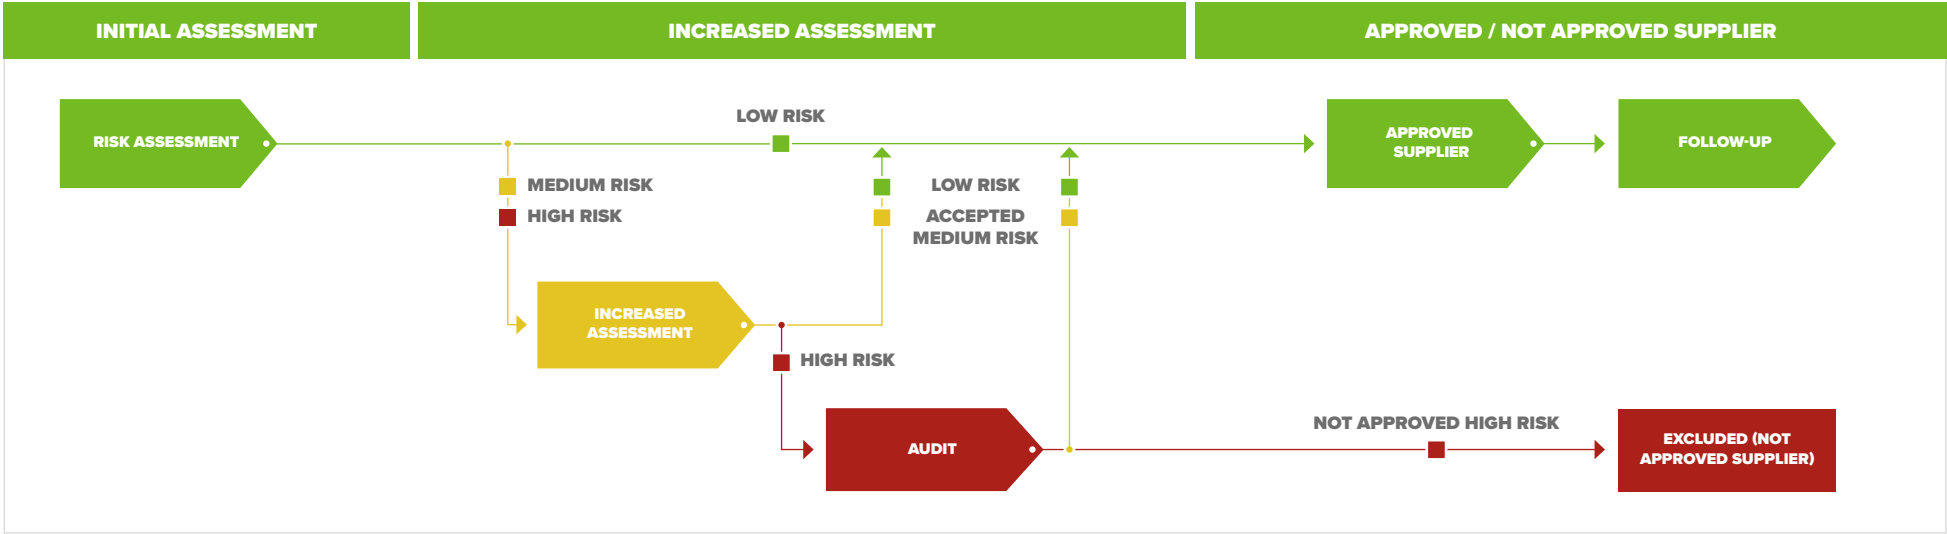 INITIAL ASSESSMENT
INCREASED ASSESSMENT
APPROVED / NOT APPROVED SUPPLIER
RISK ASSESSMENT
LOW RISK
APPROVED
SUPPLIER
FOLLOW-UP
MEDIUM RISK
HIGH RISK
LOW RISK
ACCEPTED
MEDIUM RISK
INCREASED
ASSESSMENT
HIGH RISK
AUDIT
NOT APPROVED HIGH RISK
EXCLUDED (NOT
APPROVED SUPPLIER)